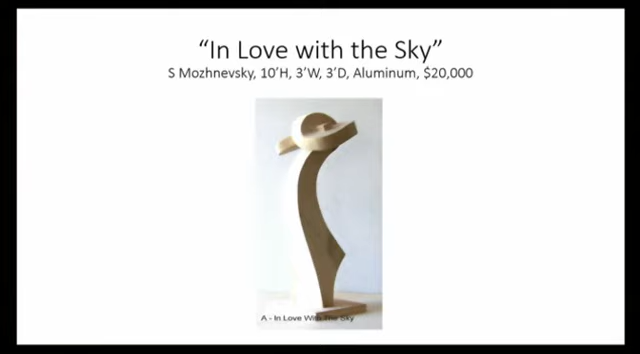 “In Love with the Sky”
S Mozhnevsky, 10’H, 3’W, 3’D, Aluminum, $20,000
A - In Love With The Sky